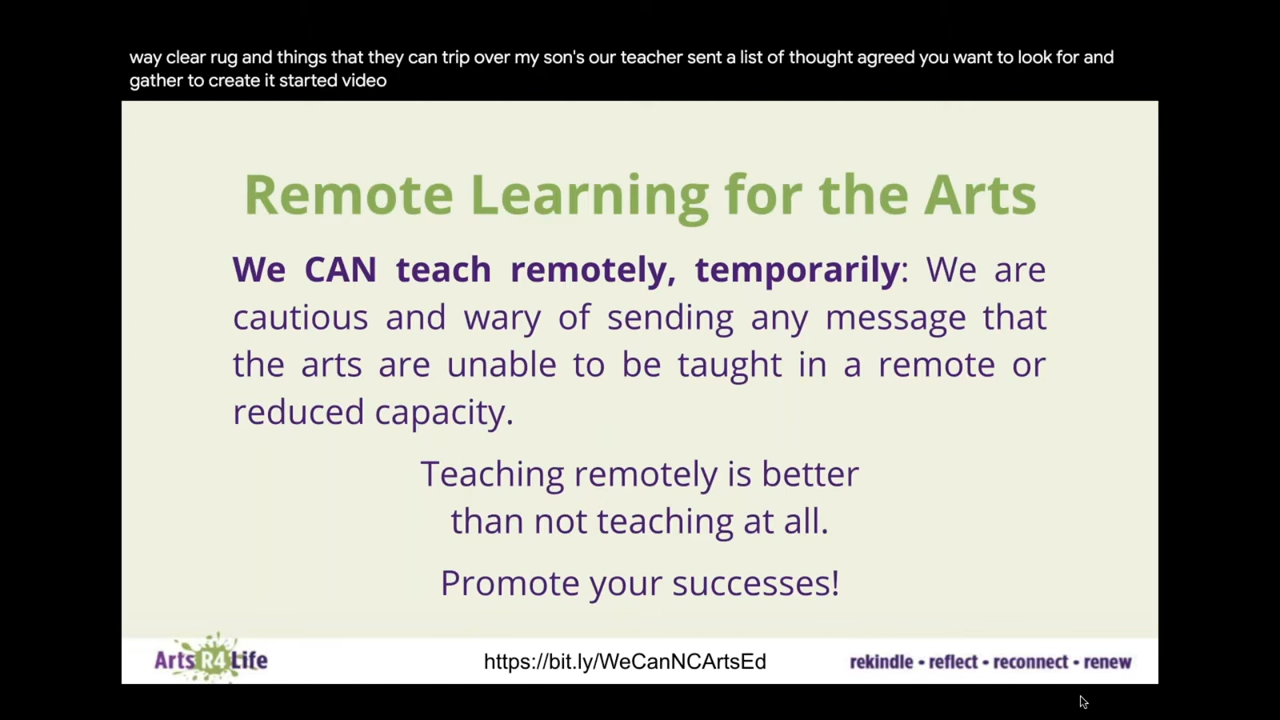 way clear rug and things that they can trip over my son's our teacher sent a list of thought agreed you want to look for and
gather to create it started video
Remote Learning for the Arts
We CAN teach remotely, temporarily: We are
cautious and wary of sending any message that
the arts are unable to be taught in a remote or
reduced capacity.
Teaching remotely is better
than not teaching at all.
Promote your successes!
Arts R4 Life
https://bit.ly/WeCanNCArtsEd
rekindle • reflect • reconnect • renew